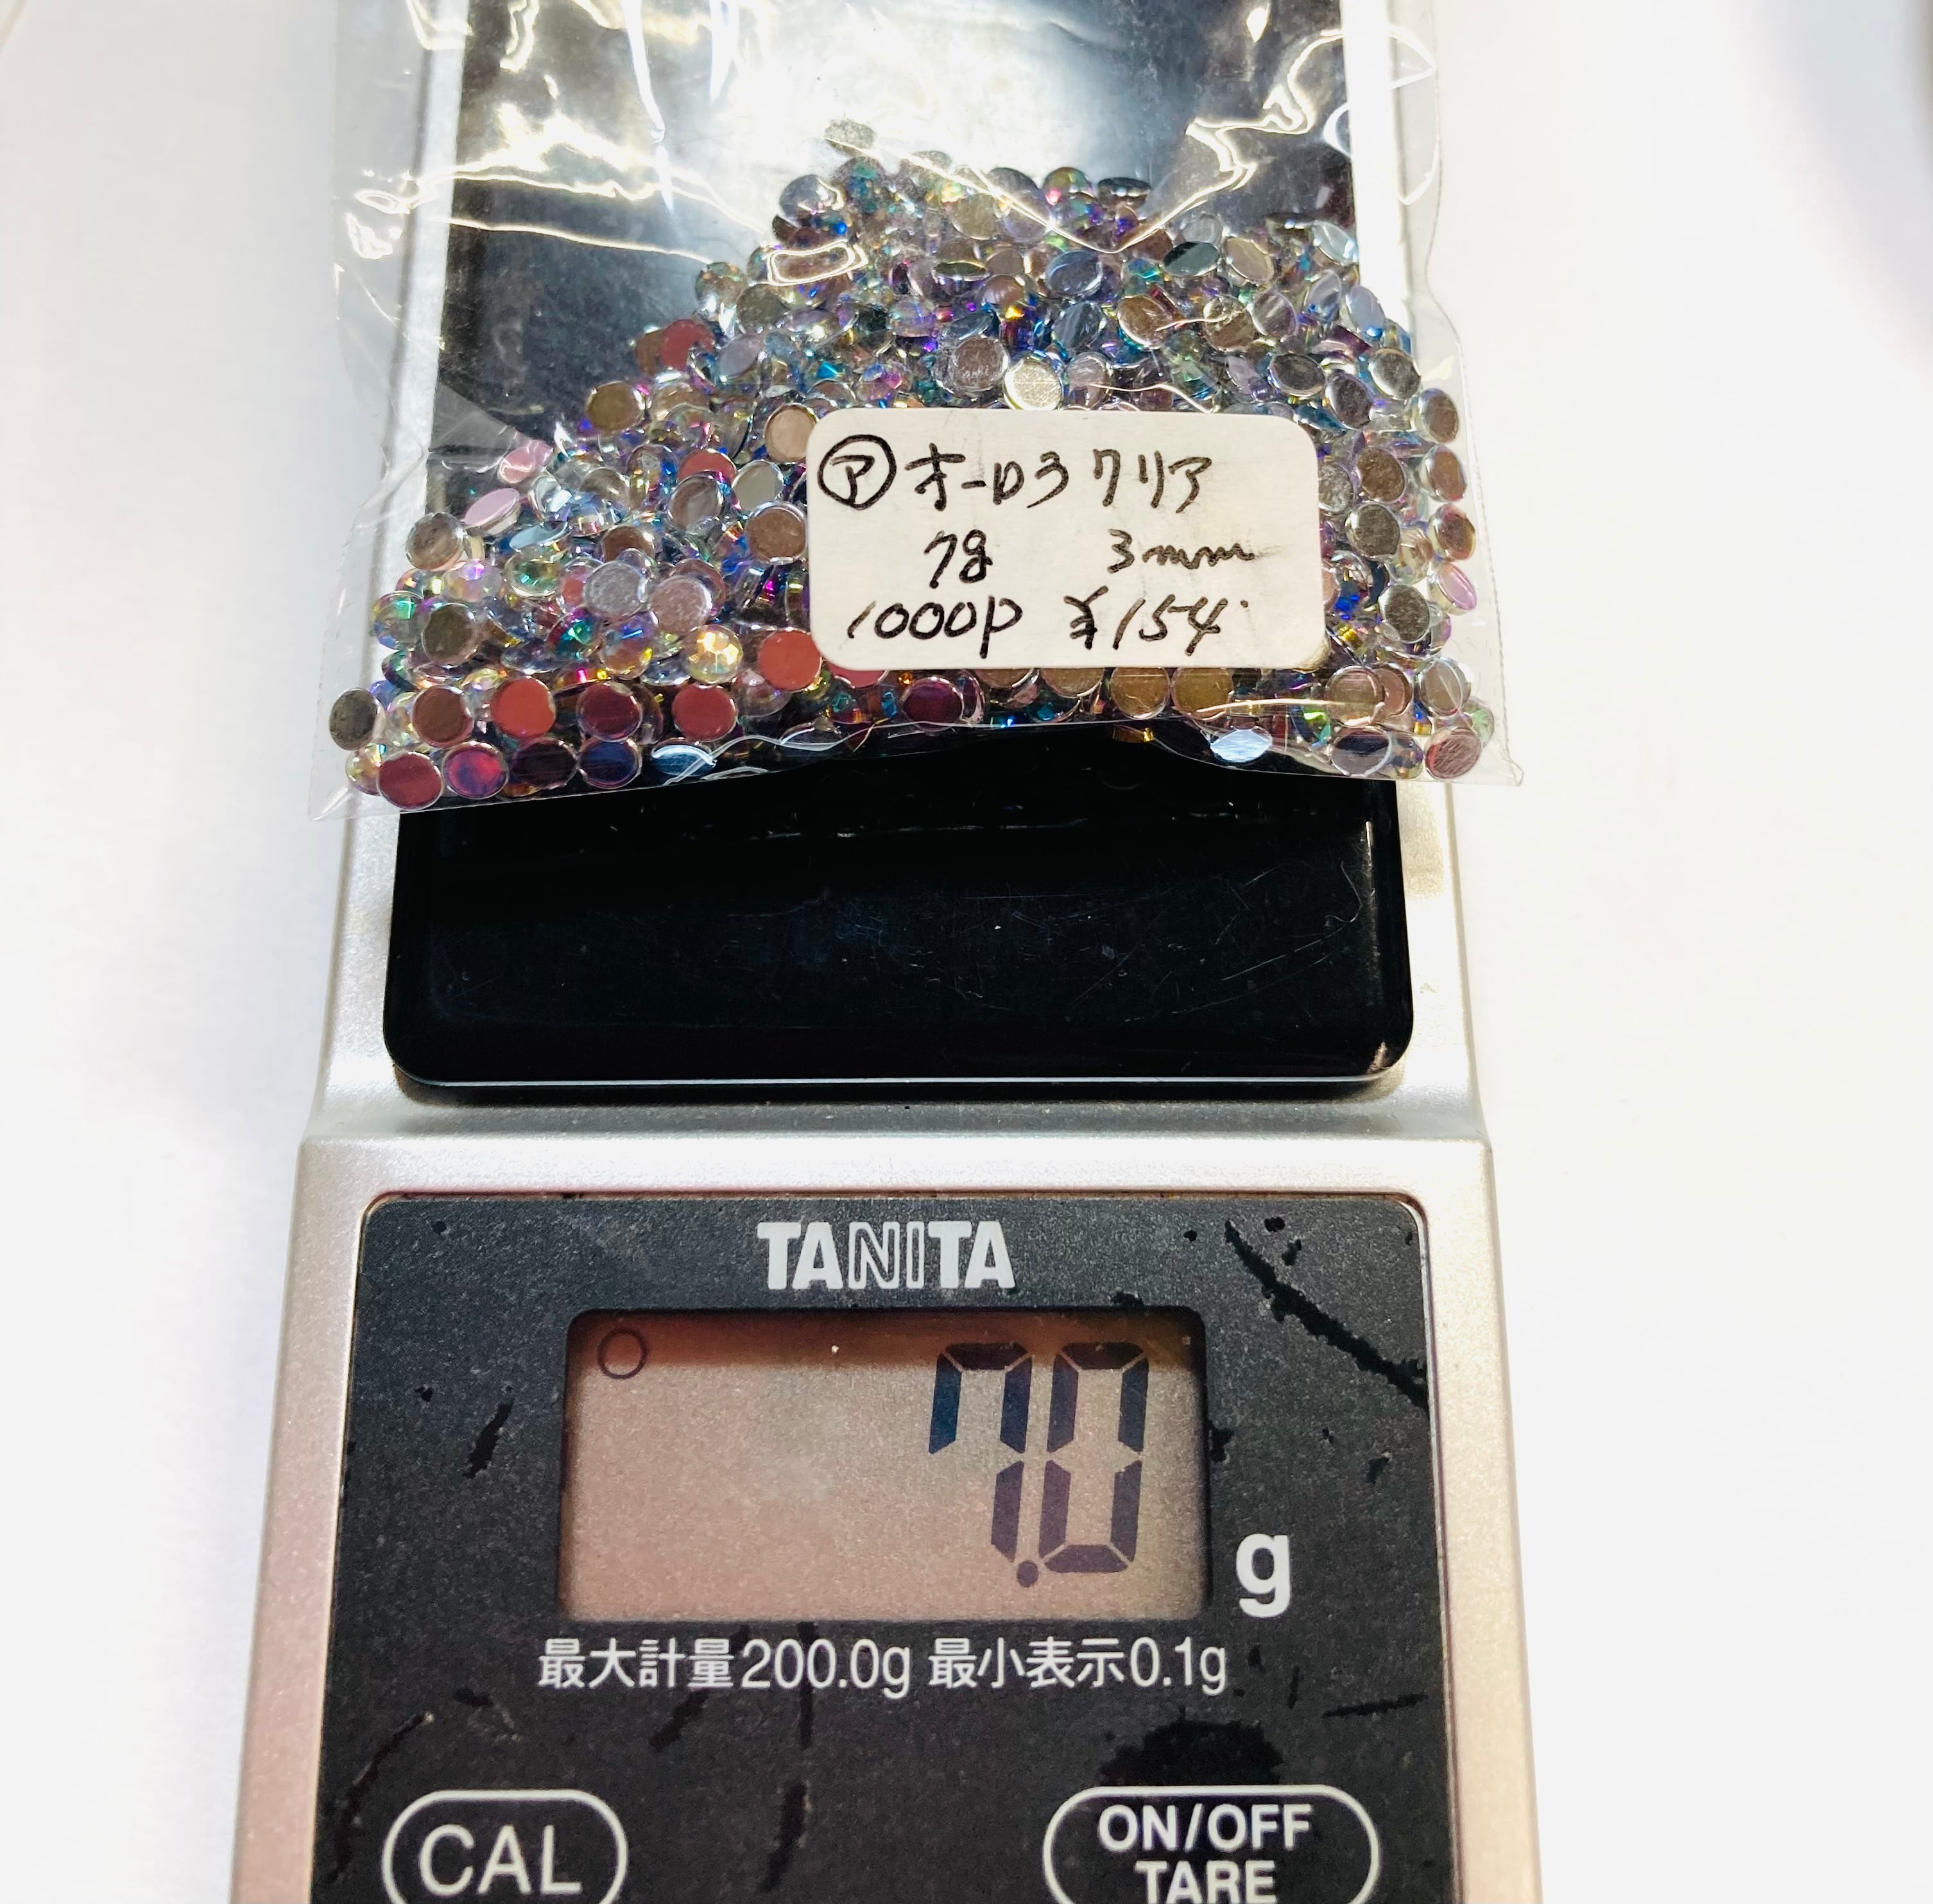 ㋐オーロラクリア
7g 3mm
1000P ¥154
TANITA
7.0 g
最大計量200.0g 最小表示0.1g
CAL
ON/OFF
TARE